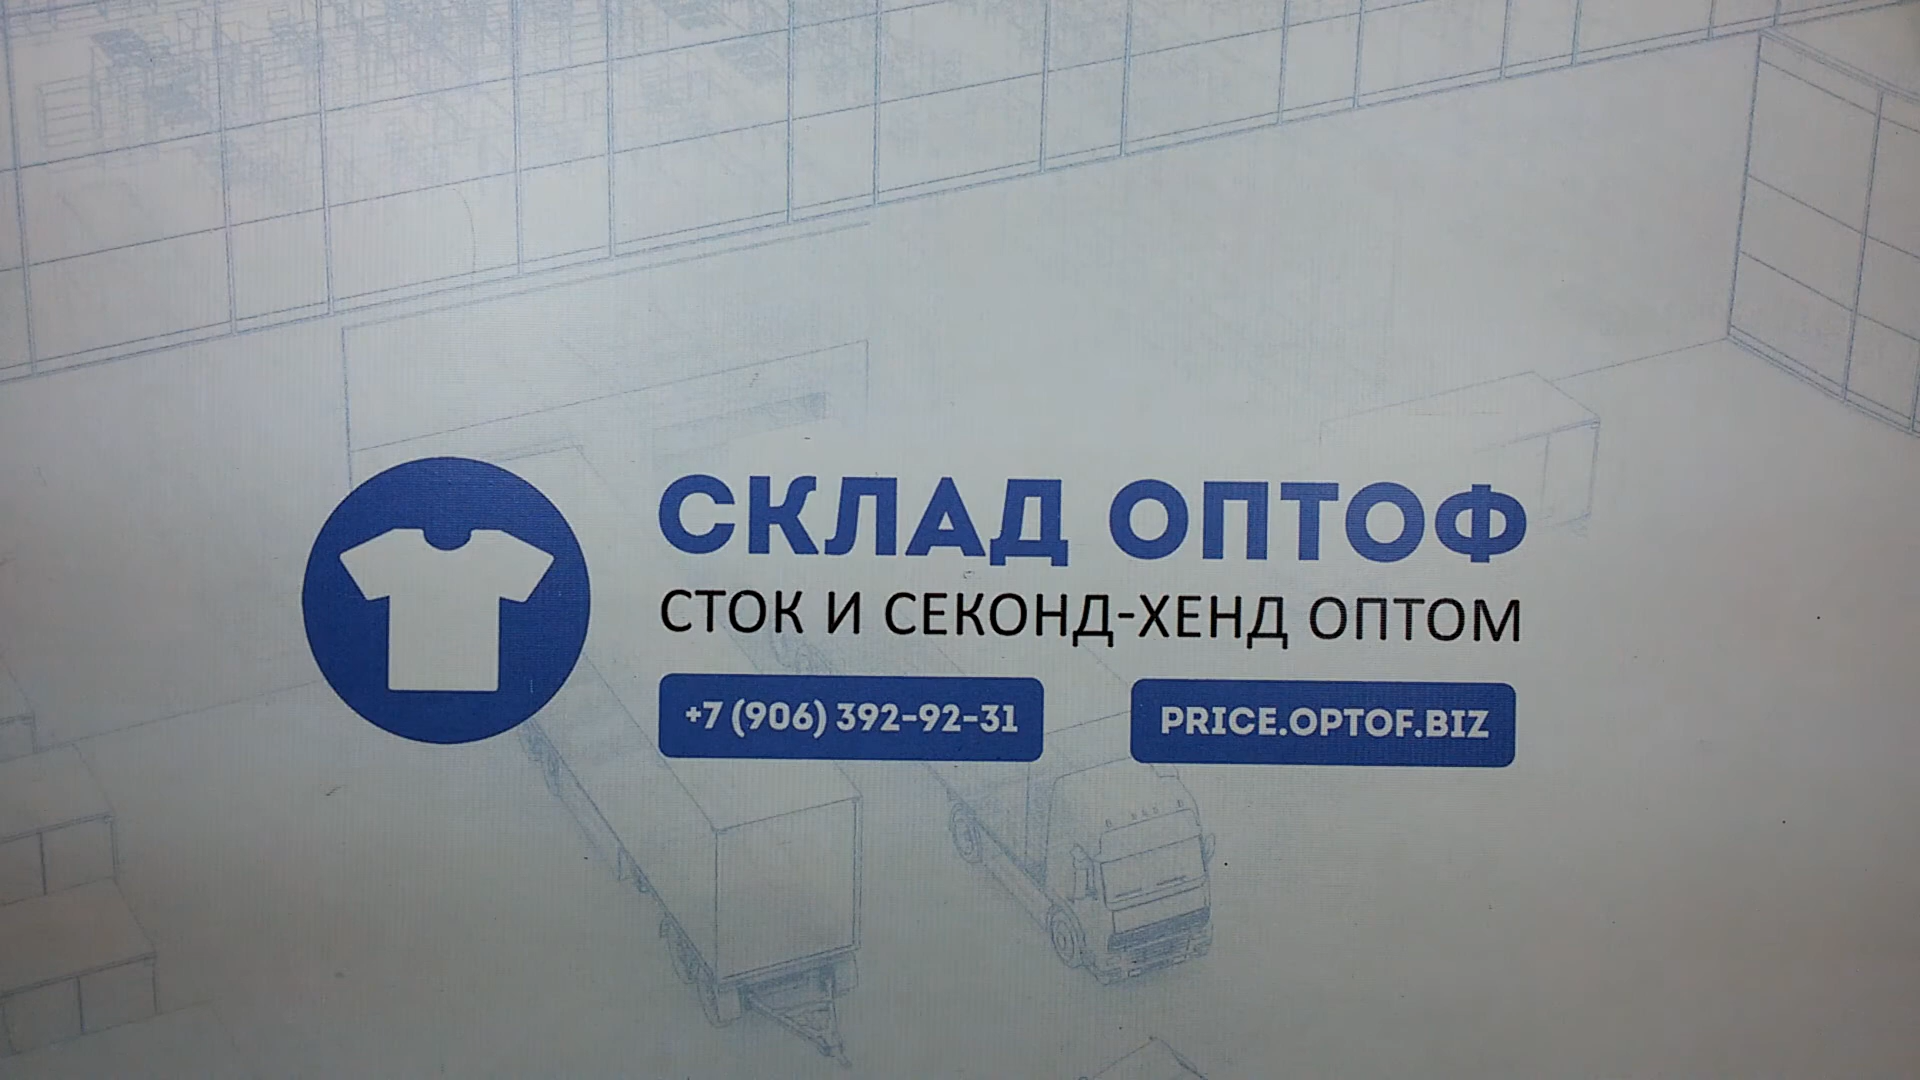 СКЛАД ОПТОФ
СТОК И СЕКОНД-ХЕНД ОПТОМ
+7 (906) 392-92-31
PRICE.OPTOF.BIZ